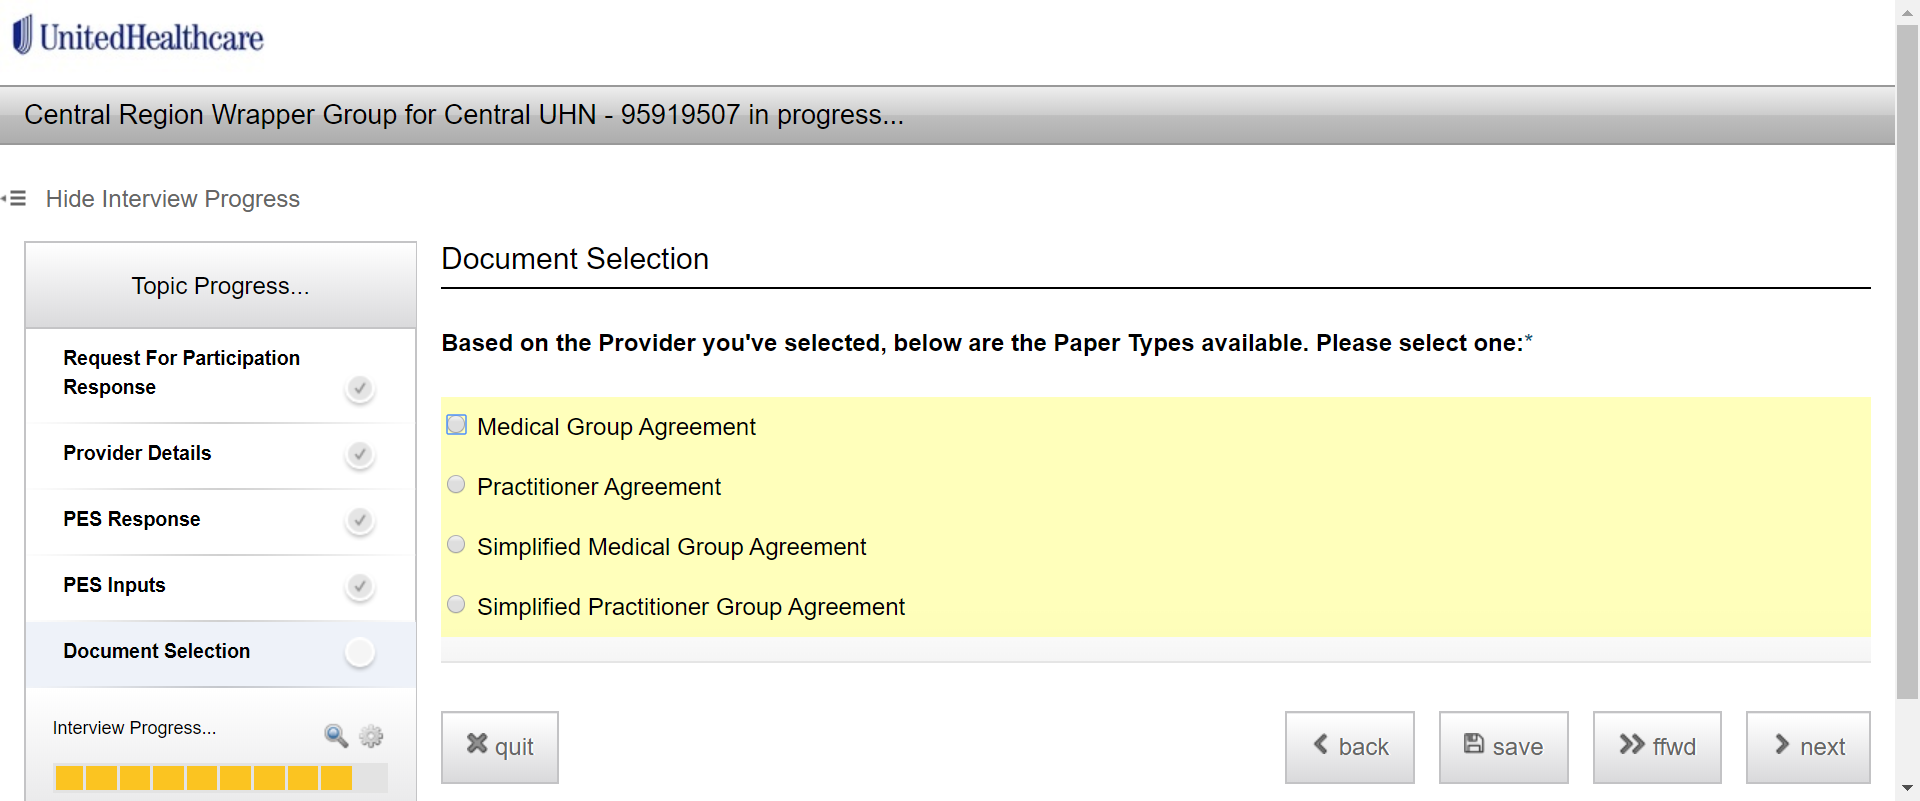 UnitedHealthcare
Central Region Wrapper Group for Central UHN - 95919507 in progress...
Hide Interview Progress
Topic Progress...
Request For Participation
Response
Provider Details
PES Response
PES Inputs
Document Selection
Interview Progress...
Document Selection
Based on the Provider you've selected, below are the Paper Types available. Please select one:*
Medical Group Agreement
Practitioner Agreement
Simplified Medical Group Agreement
Simplified Practitioner Group Agreement
quit
back
save
ffwd
next